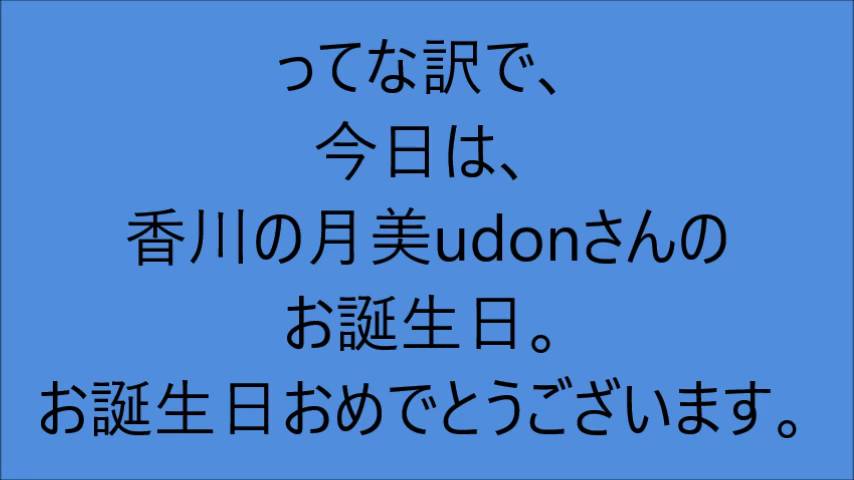 ってな訳で、
今日は、
香川の月美udonさんの
お誕生日。
お誕生日おめでとうございます。